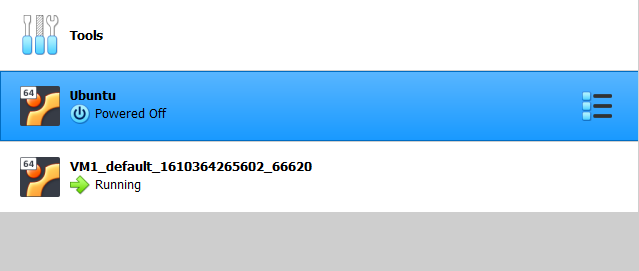 Tools
64
Ubuntu
Powered Off
64
VM1_default_1610364265602_66620
Running